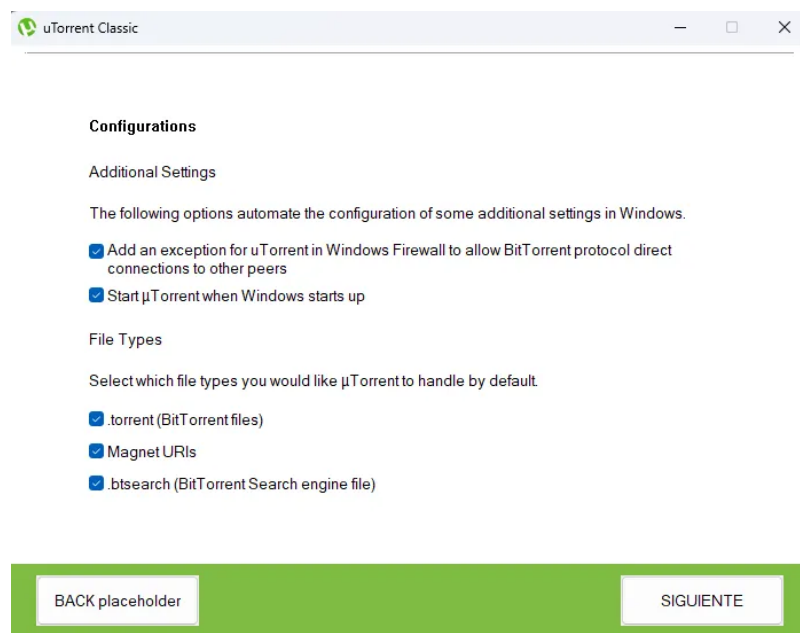 uTorrent Classic
Configurations
Additional Settings
The following options automate the configuration of some additional settings in Windows.
Add an exception for uTorrent in Windows Firewall to allow BitTorrent protocol direct
connections to other peers
Start µTorrent when Windows starts up
File Types
Select which file types you would like µTorrent to handle by default.
.torrent (BitTorrent files)
Magnet URIs
.btsearch (BitTorrent Search engine file)
BACK placeholder
SIGUIENTE